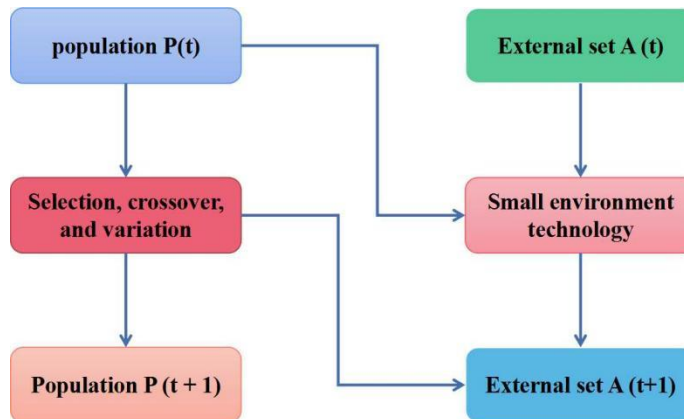 population P(t)
External set A (t)
Selection, crossover,
and variation
Small environment
technology
Population P (t + 1)
External set A (t+1)